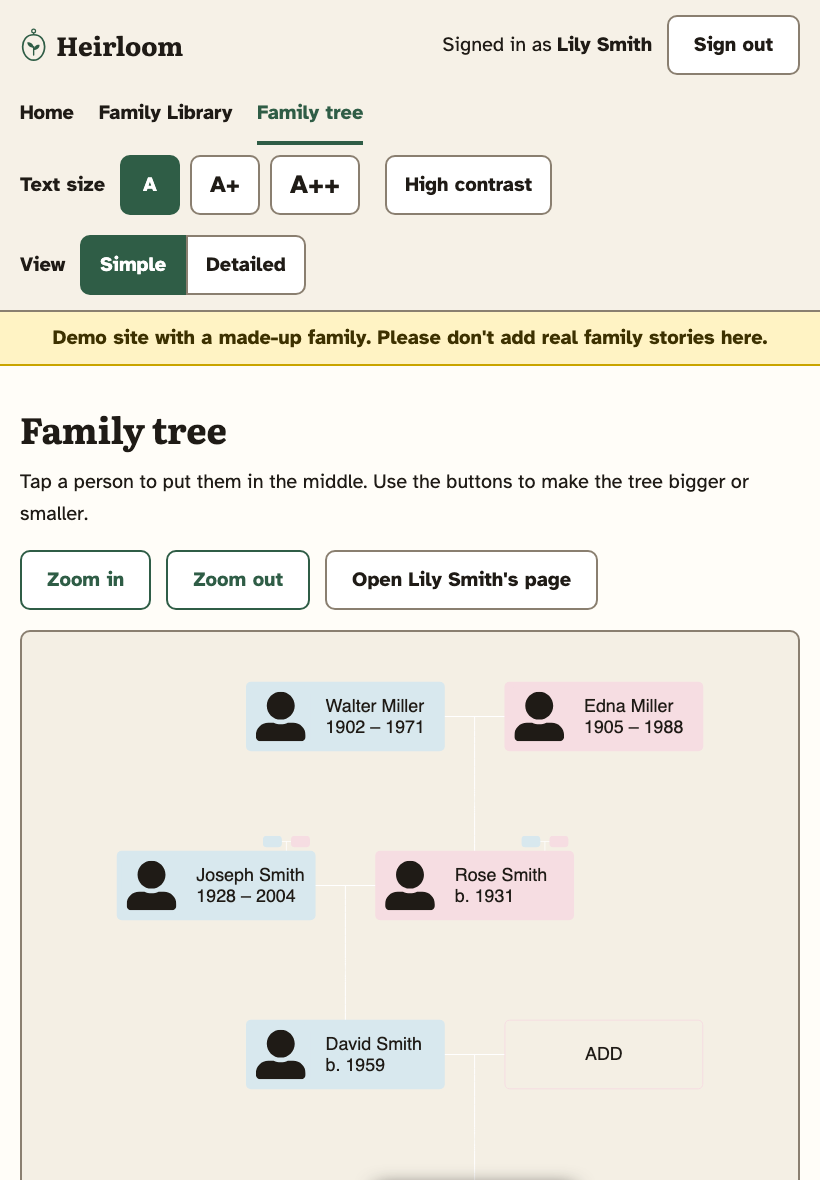 Heirloom
Signed in as Lily Smith
Sign out
Home
Family Library
Family tree
Text size
A
A+
A++
High contrast
View
Simple
Detailed
Demo site with a made-up family. Please don't add real family stories here.
Family tree
Tap a person to put them in the middle. Use the buttons to make the tree bigger or
smaller.
Zoom in
Zoom out
Open Lily Smith's page
Walter Miller
1902 – 1971
Edna Miller
1905 – 1988
Joseph Smith
1928 – 2004
Rose Smith
b. 1931
David Smith
b. 1959
ADD